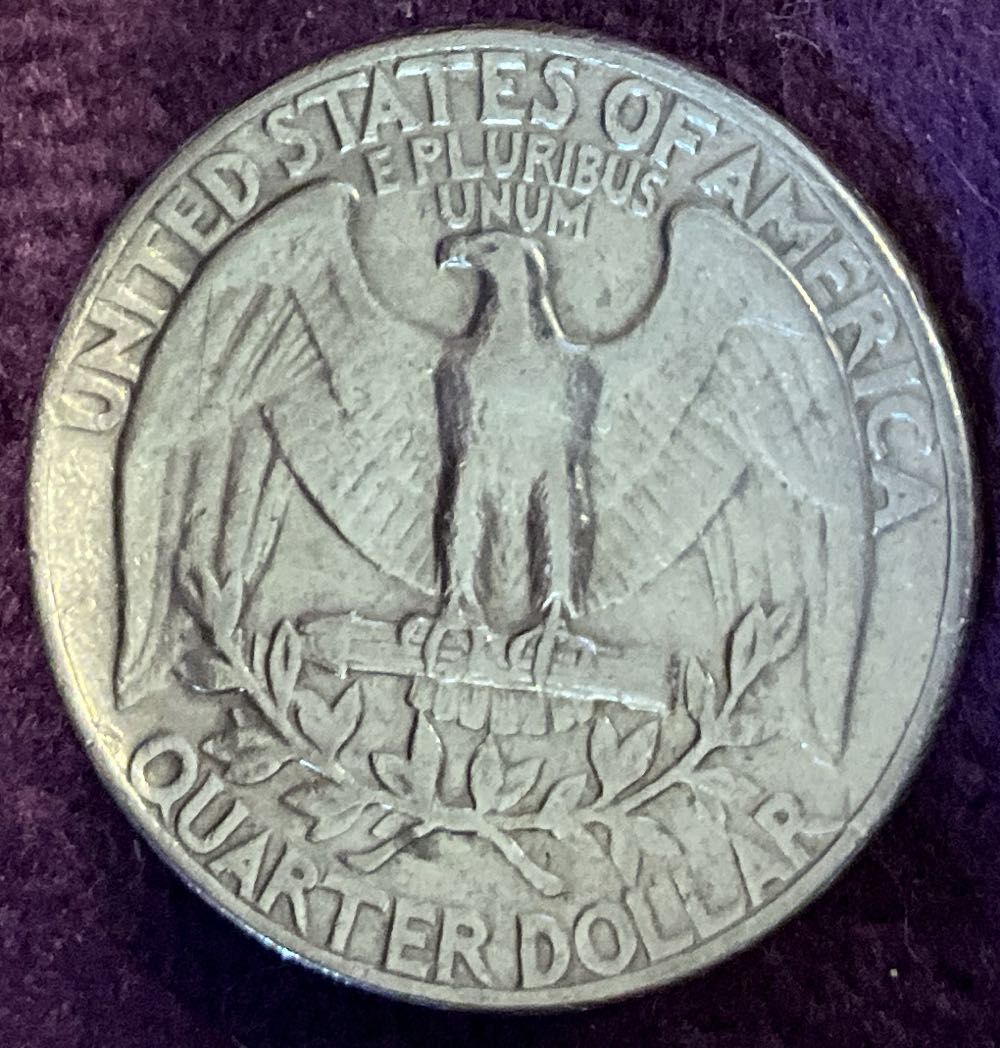 UNITED STATES OF AMERICA
E PLURIBUS
UNUM
QUARTER DOLLAR